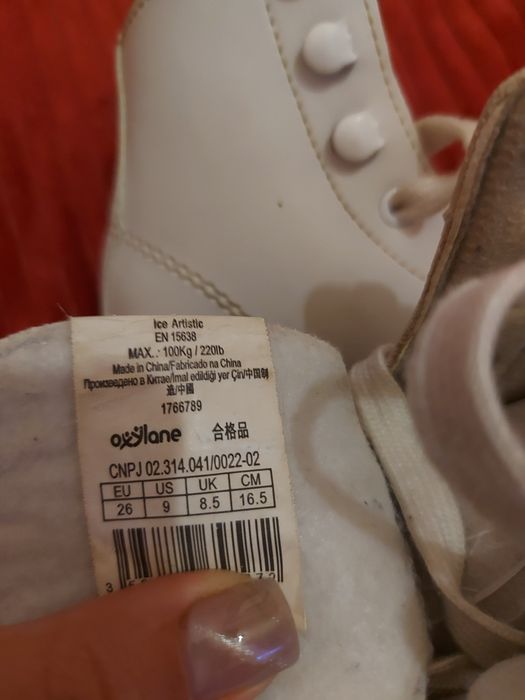 Ice Artistic
EN 15638
MAX.: 100Kg / 220lb
Made in China/Fabricado na China
Произведено в Китае/Imal edildiği yer Çin/中国制
造/中國
1766789
oxylane 合格品
CNPJ 02.314.041/0022-02
EU US UK CM
26 9 8.5 16.5
3